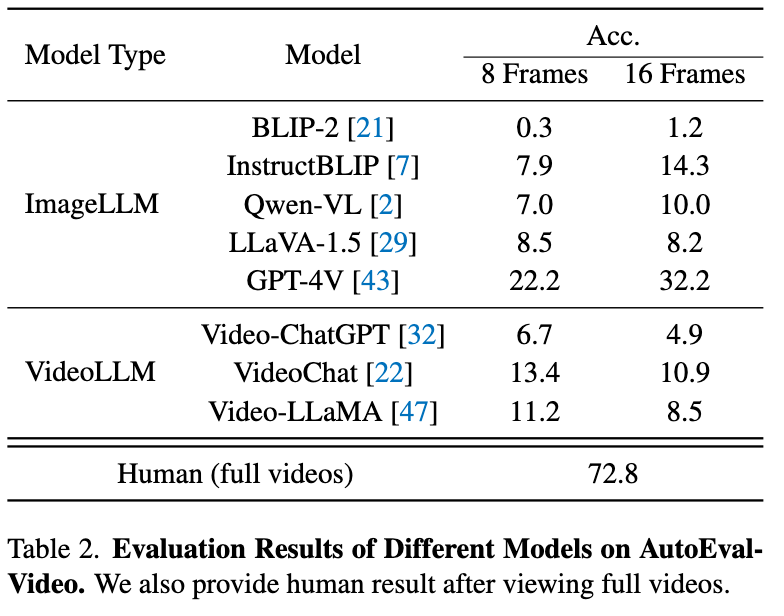 Model Type Model Acc.
8 Frames 16 Frames
ImageLLM
BLIP-2 [21] 0.3 1.2
InstructBLIP [7] 7.9 14.3
Qwen-VL [2] 7.0 10.0
LLaVA-1.5 [29] 8.5 8.2
GPT-4V [43] 22.2 32.2
VideoLLM
Video-ChatGPT [32] 6.7 4.9
VideoChat [22] 13.4 10.9
Video-LLaMA [47] 11.2 8.5
Human (full videos) 72.8
Table 2. Evaluation Results of Different Models on AutoEval-
Video. We also provide human result after viewing full videos.